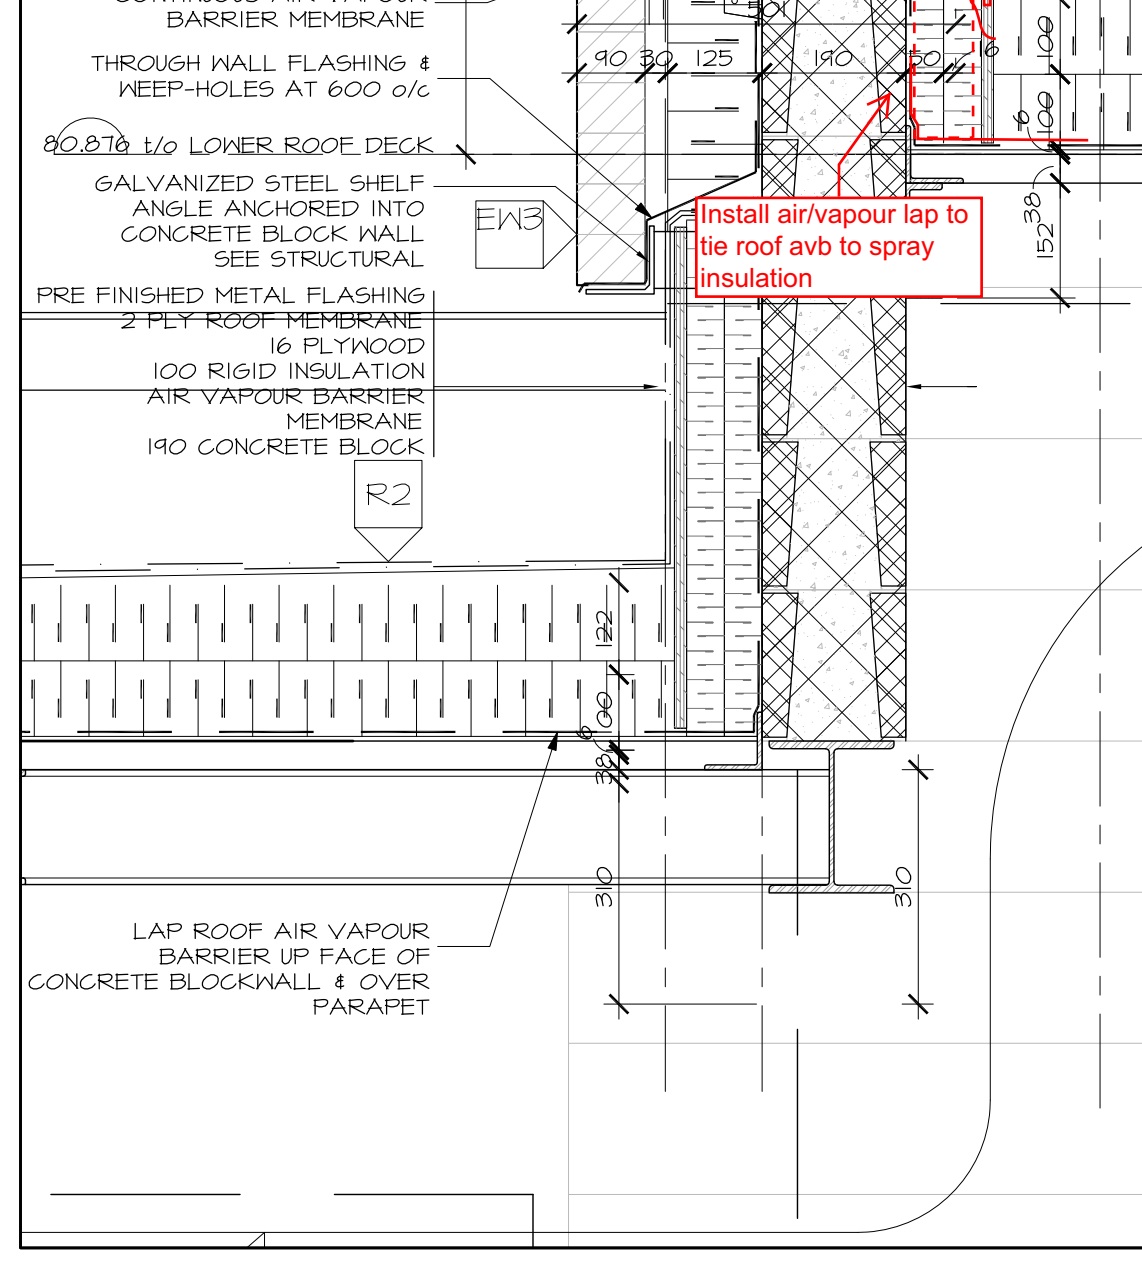 BARRIER MEMBRANE
THROUGH WALL FLASHING &
WEEP-HOLES AT 600 o/c
80.876 t/o LOWER ROOF DECK
GALVANIZED STEEL SHELF
ANGLE ANCHORED INTO
CONCRETE BLOCK WALL
SEE STRUCTURAL
EW3
PRE FINISHED METAL FLASHING
2 PLY ROOF MEMBRANE
16 PLYWOOD
100 RIGID INSULATION
AIR VAPOUR BARRIER
MEMBRANE
190 CONCRETE BLOCK
R2
90 30 125 190 50
6
100
6
100
38
152
Install air/vapour lap to
tie roof avb to spray
insulation
122
100
6
38
310
310
LAP ROOF AIR VAPOUR
BARRIER UP FACE OF
CONCRETE BLOCKWALL & OVER
PARAPET